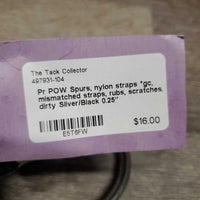 The Tack Collector
497931-104
Pr POW Spurs, nylon straps *gc,
mismatched straps, rubs, scratches,
dirty Silver/Black 0.25"
$16.00
E5T6FW